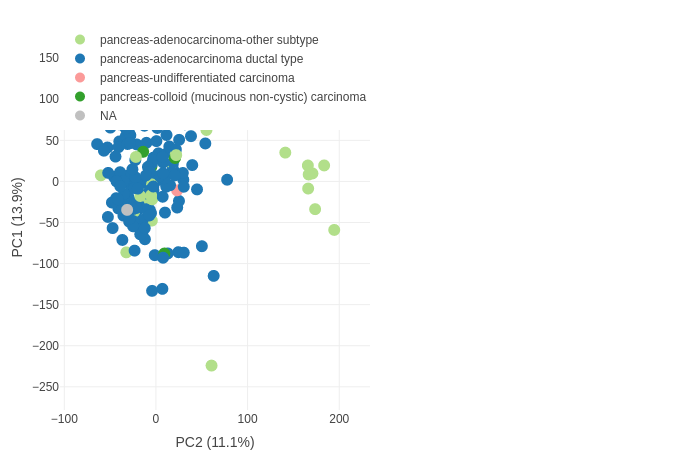 pancreas-adenocarcinoma-other subtype
pancreas-adenocarcinoma ductal type
pancreas-undifferentiated carcinoma
pancreas-colloid (mucinous non-cystic) carcinoma
NA
150
100
50
0
−50
−100
−150
−200
−250
PC1 (13.9%)
−100
0
100
200
PC2 (11.1%)